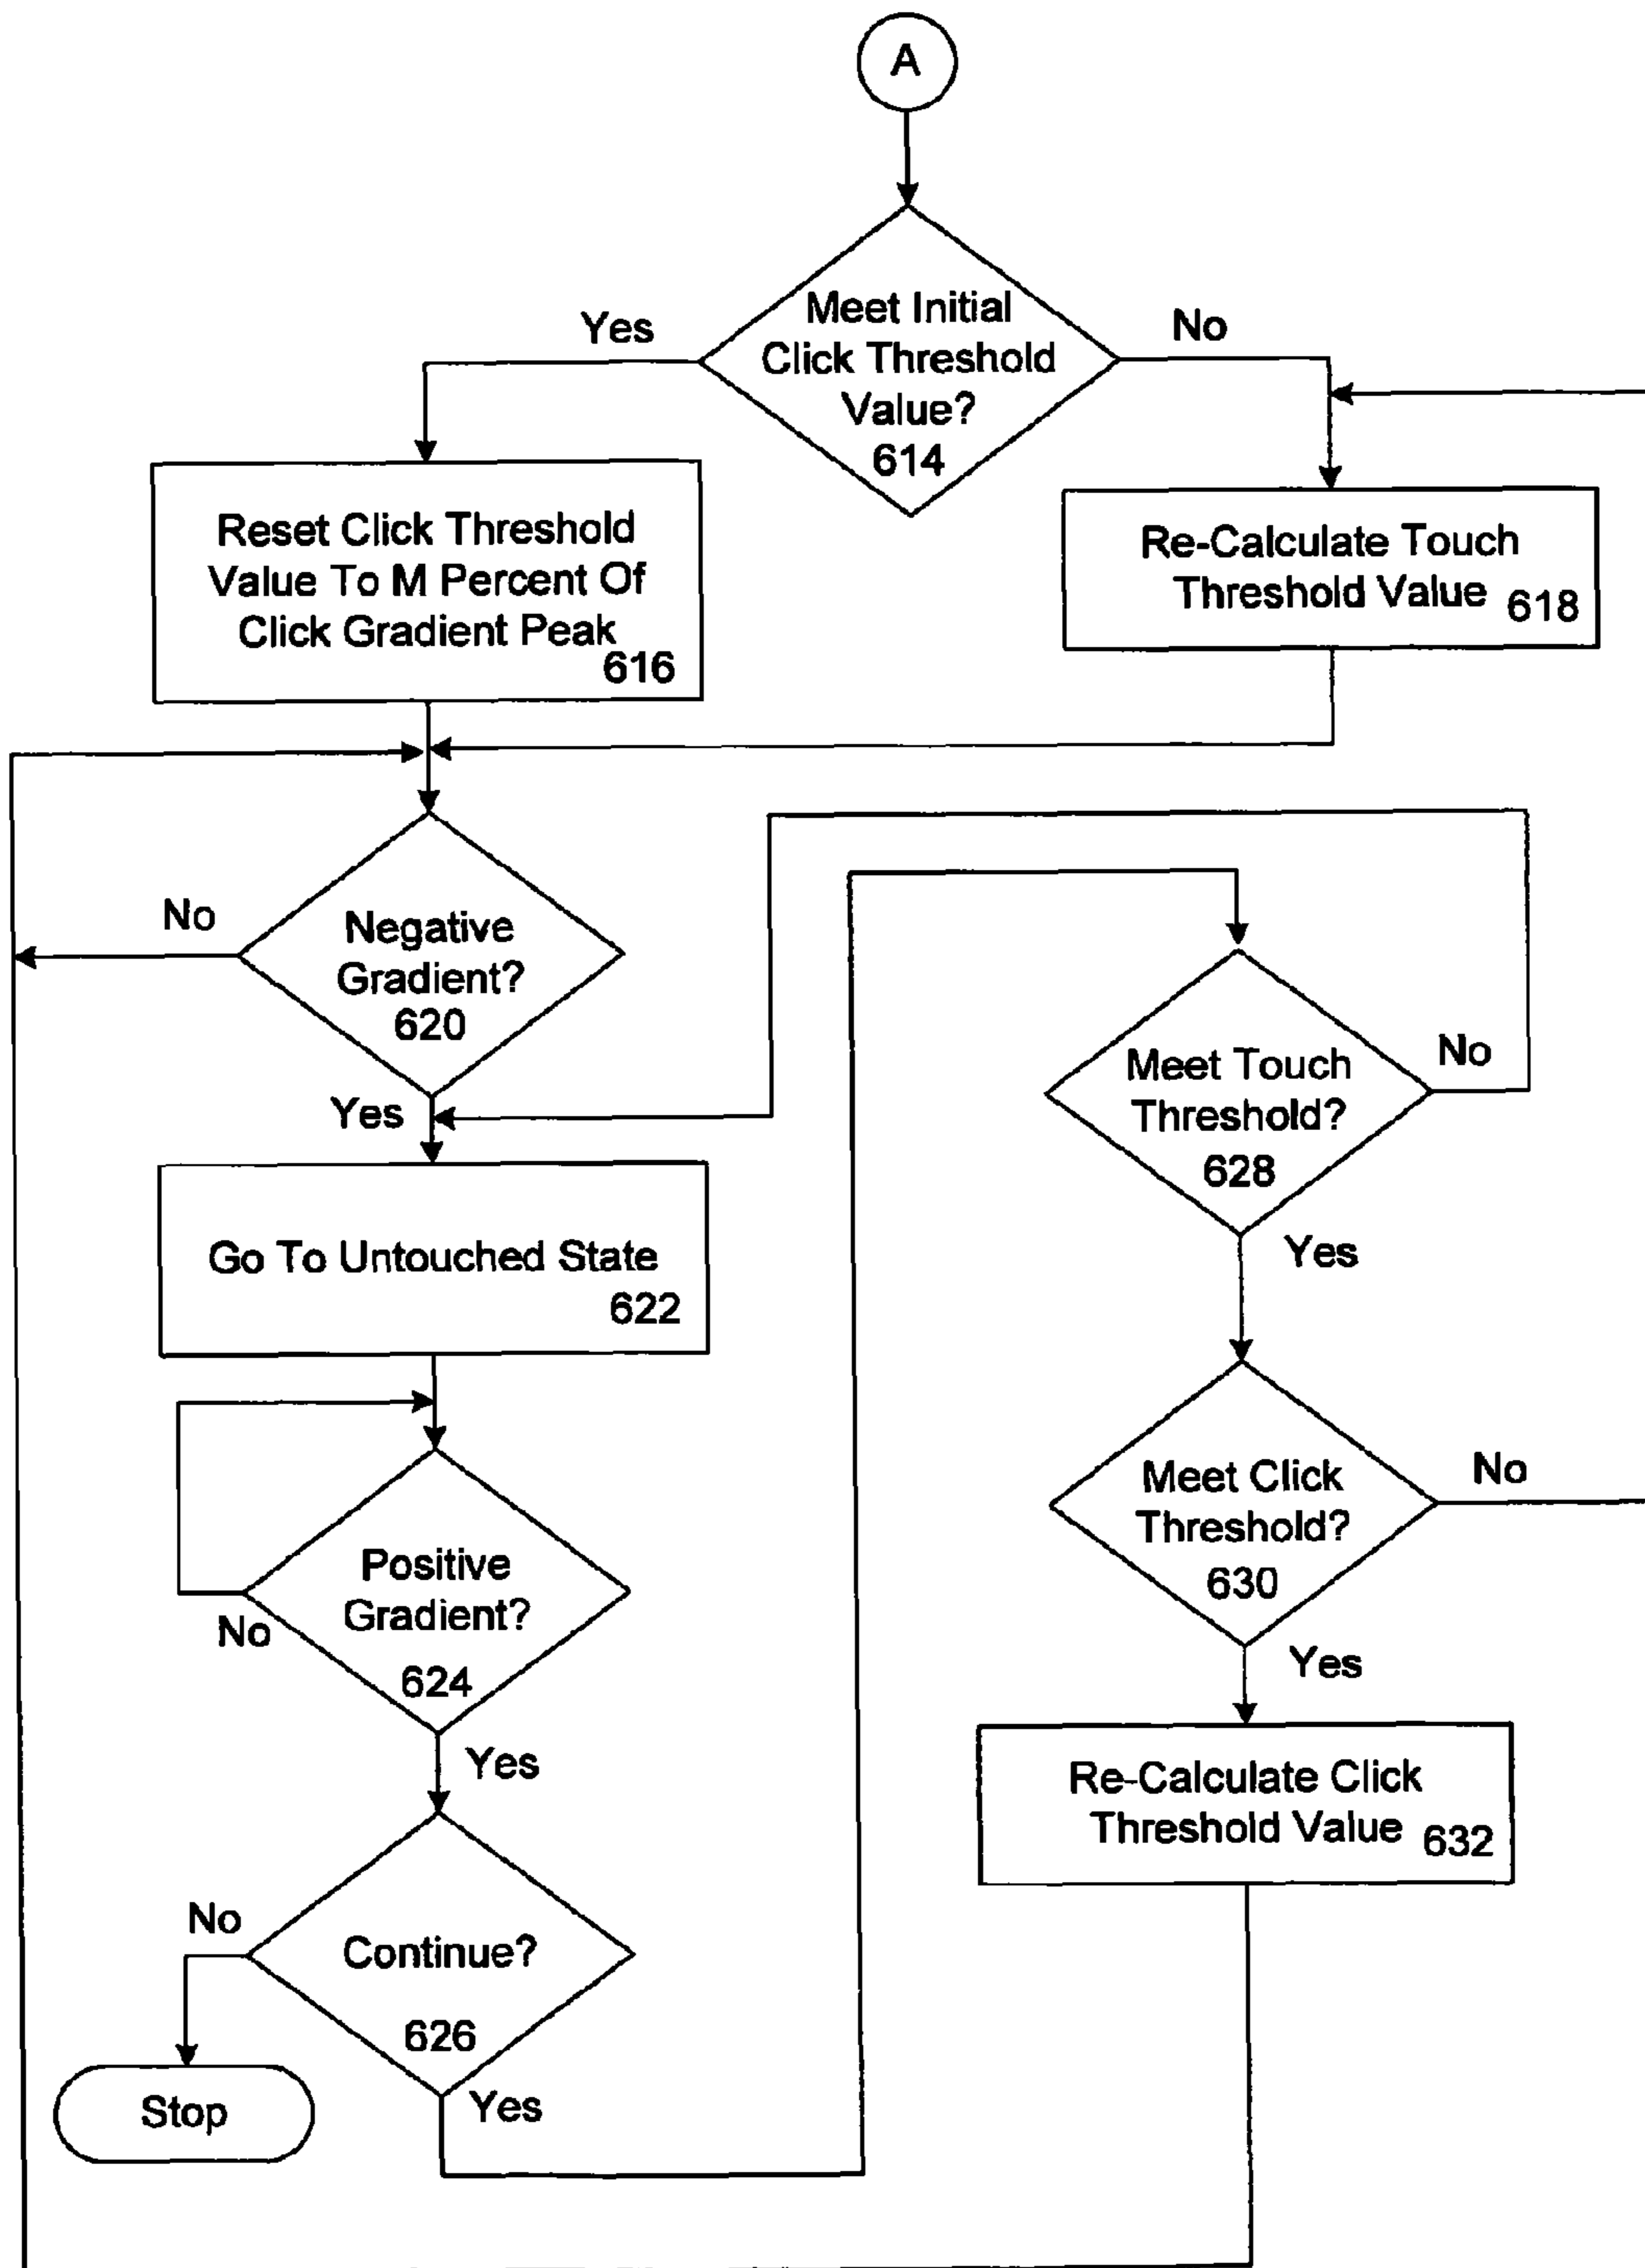 A
Meet Initial
Click Threshold
Value?
614
Yes
No
Reset Click Threshold
Value To M Percent Of
Click Gradient Peak
616
Re-Calculate Touch
Threshold Value 618
Negative
Gradient?
620
No
Yes
Go To Untouched State
622
Positive
Gradient?
624
No
Yes
Continue?
626
No
Yes
Stop
Meet Touch
Threshold?
628
No
Yes
Meet Click
Threshold?
630
No
Yes
Re-Calculate Click
Threshold Value 632